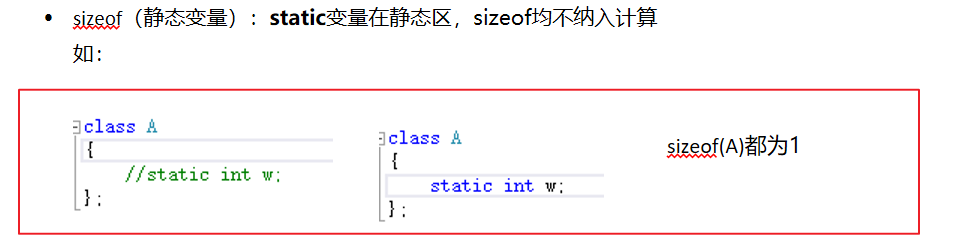 • sizeof（静态变量）：static变量在静态区，sizeof均不纳入计算
如：
class A
{
//static int w;
};
class A
{
static int w;
};
sizeof(A)都为1